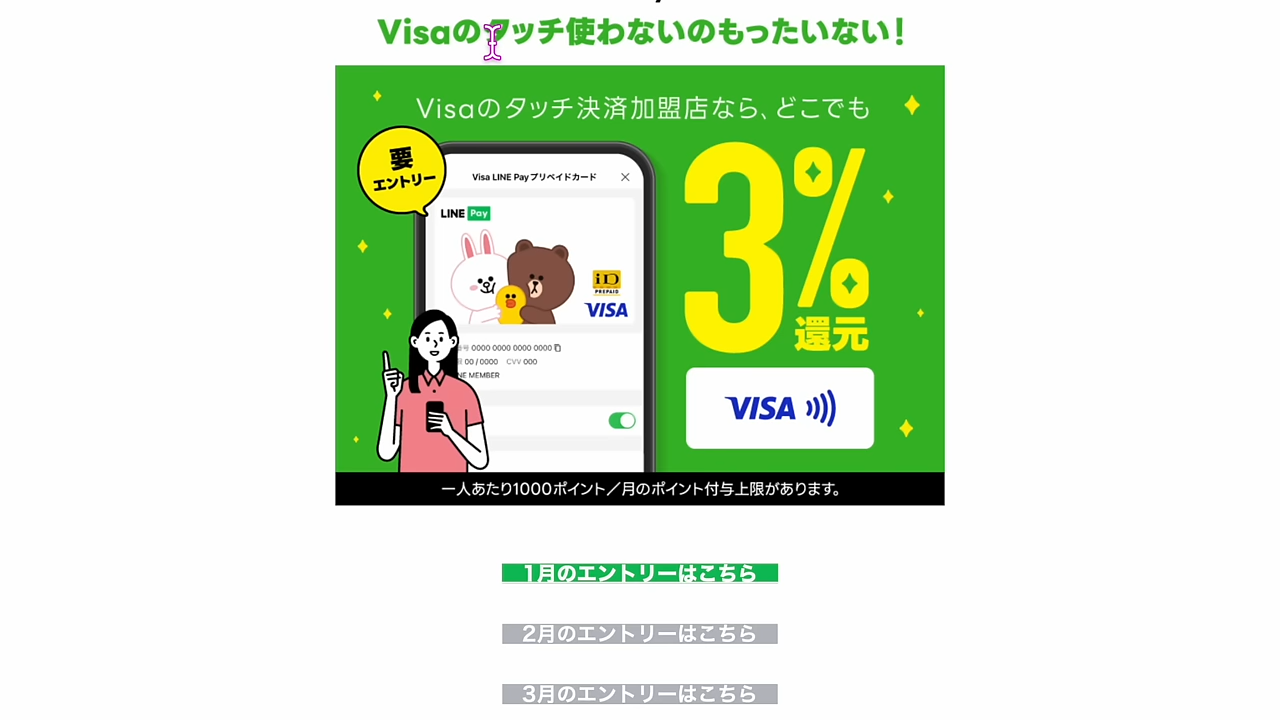 Visaのタッチ使わないのもったいない！
Visaのタッチ決済加盟店なら、どこでも
要
エントリー
Visa LINE Pay プリペイドカード
LINE Pay
iD
PREPAID
VISA
号 0000 0000 0000 0000
00 / 0000 CVV 000
NE MEMBER
3%
還元
VISA
一人あたり1000ポイント／月のポイント付与上限があります。
1月のエントリーはこちら
2月のエントリーはこちら
3月のエントリーはこちら